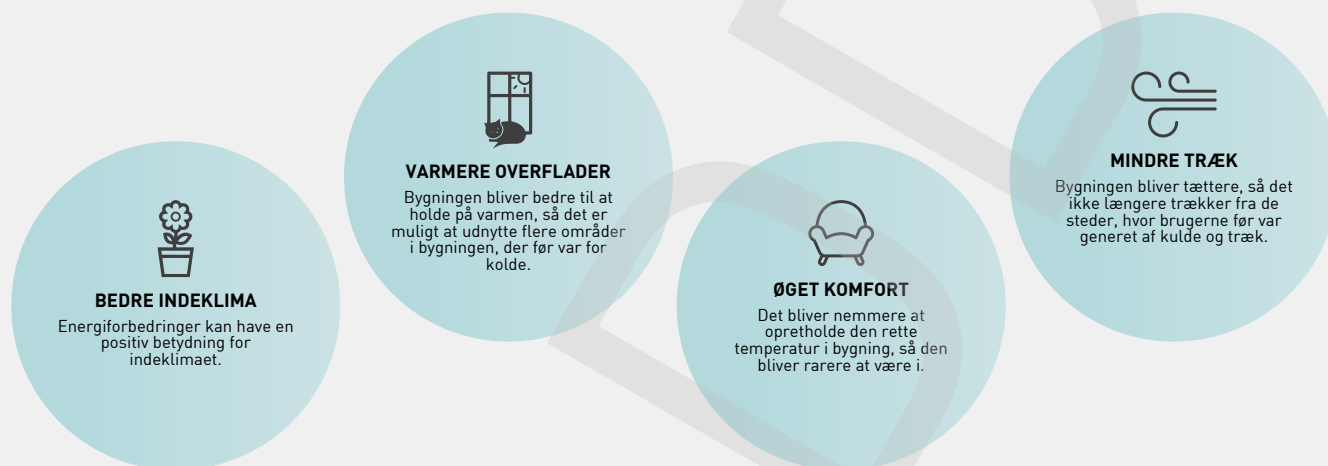 BEDRE INDEKLIMA
Energiforbedringer kan have en
positiv betydning for
indeklimaet.
VARMERE OVERFLADER
Bygningen bliver bedre til at
holde på varmen, så det er
muligt at udnytte flere områder
i bygningen, der før var for
kolde.
ØGET KOMFORT
Det bliver nemmere at
opretholde den rette
temperatur i bygning, så den
bliver rarere at være i.
MINDRE TRÆK
Bygningen bliver tættere, så det
ikke længere trækker fra de
steder, hvor brugerne før var
generet af kulde og træk.